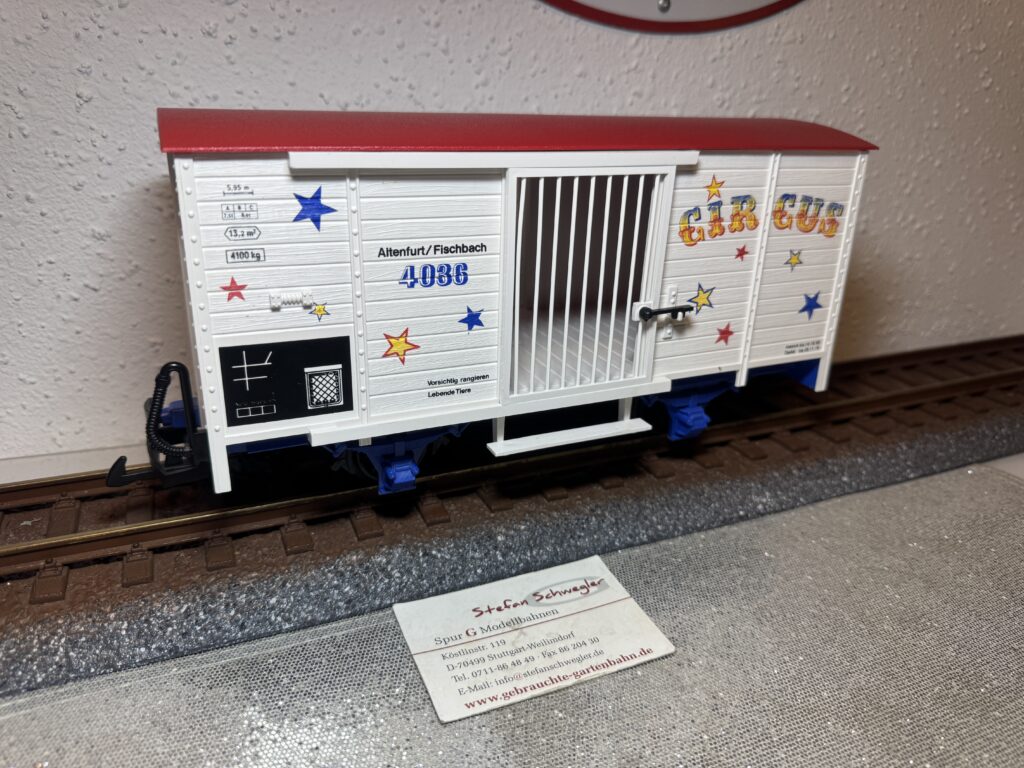 5,95 m
A B C
13,2 m²
4100 kg
Altenfurt/Fischbach
4036
Vorsichtig rangieren
Lebende Tiere
CIRCUS
Stefan Schwegler
Spur G Modellbahnen
Köstlinstr. 119
D-70499 Stuttgart-Weilimdorf
Tel. 0711-86 48 49 · Fax 86 204 30
E-Mail: info@stefanschwegler.de
www.gebrauchte-gartenbahn.de